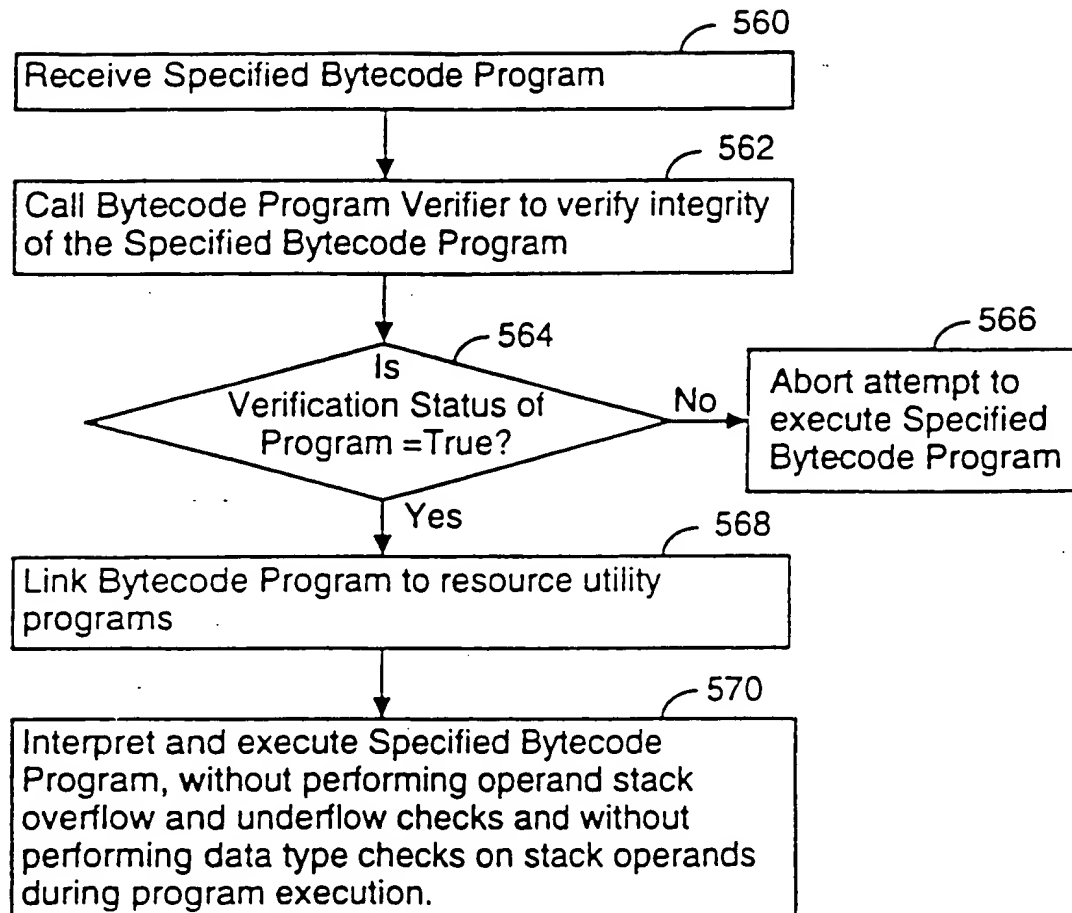 560
Receive Specified Bytecode Program
562
Call Bytecode Program Verifier to verify integrity
of the Specified Bytecode Program
564
Is
Verification Status of
Program =True?
No
566
Abort attempt to
execute Specified
Bytecode Program
Yes
568
Link Bytecode Program to resource utility
programs
570
Interpret and execute Specified Bytecode
Program, without performing operand stack
overflow and underflow checks and without
performing data type checks on stack operands
during program execution.